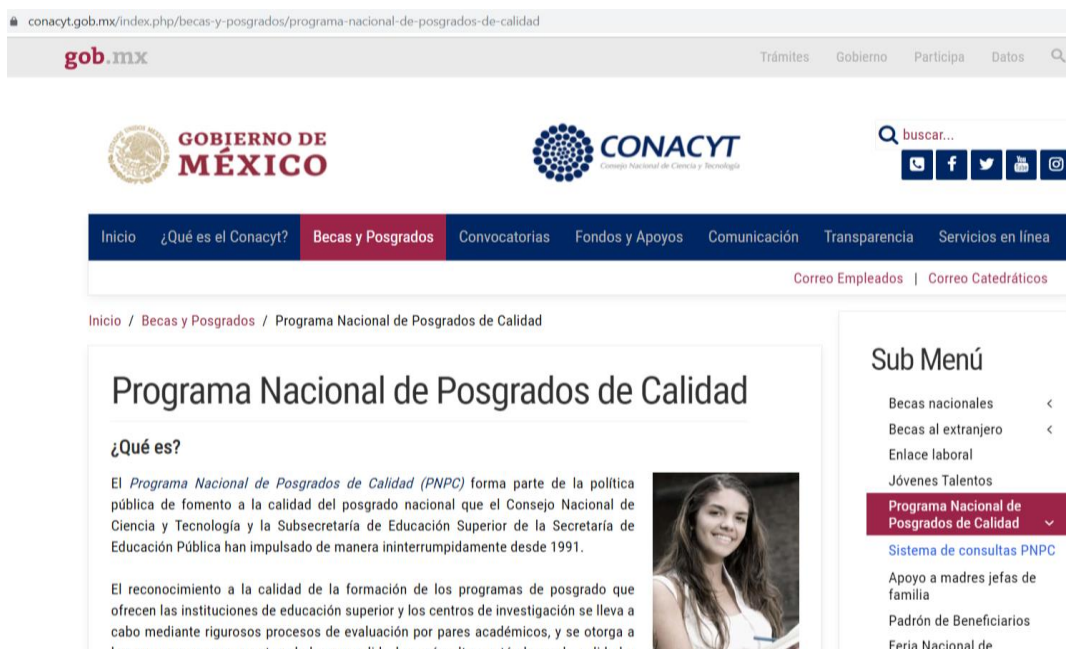 conacyt.gob.mx/index.php/becas-y-posgrados/programa-nacional-de-posgrados-de-calidad
gob.mx
Trámites Gobierno Participa Datos
GOBIERNO DE
MÉXICO
CONACYT
Consejo Nacional de Ciencia y Tecnología
buscar...
You Tube
Inicio ¿Qué es el Conacyt? Becas y Posgrados Convocatorias Fondos y Apoyos Comunicación Transparencia Servicios en línea
Correo Empleados | Correo Catedráticos
Inicio / Becas y Posgrados / Programa Nacional de Posgrados de Calidad
Programa Nacional de Posgrados de Calidad
¿Qué es?
El Programa Nacional de Posgrados de Calidad (PNPC) forma parte de la política
pública de fomento a la calidad del posgrado nacional que el Consejo Nacional de
Ciencia y Tecnología y la Subsecretaría de Educación Superior de la Secretaría de
Educación Pública han impulsado de manera ininterrumpidamente desde 1991.
El reconocimiento a la calidad de la formación de los programas de posgrado que
ofrecen las instituciones de educación superior y los centros de investigación se lleva a
cabo mediante rigurosos procesos de evaluación por pares académicos, y se otorga a
Sub Menú
Becas nacionales
Becas al extranjero
Enlace laboral
Jóvenes Talentos
Programa Nacional de
Posgrados de Calidad
Sistema de consultas PNPC
Apoyo a madres jefas de
familia
Padrón de Beneficiarios
Feria Nacional de